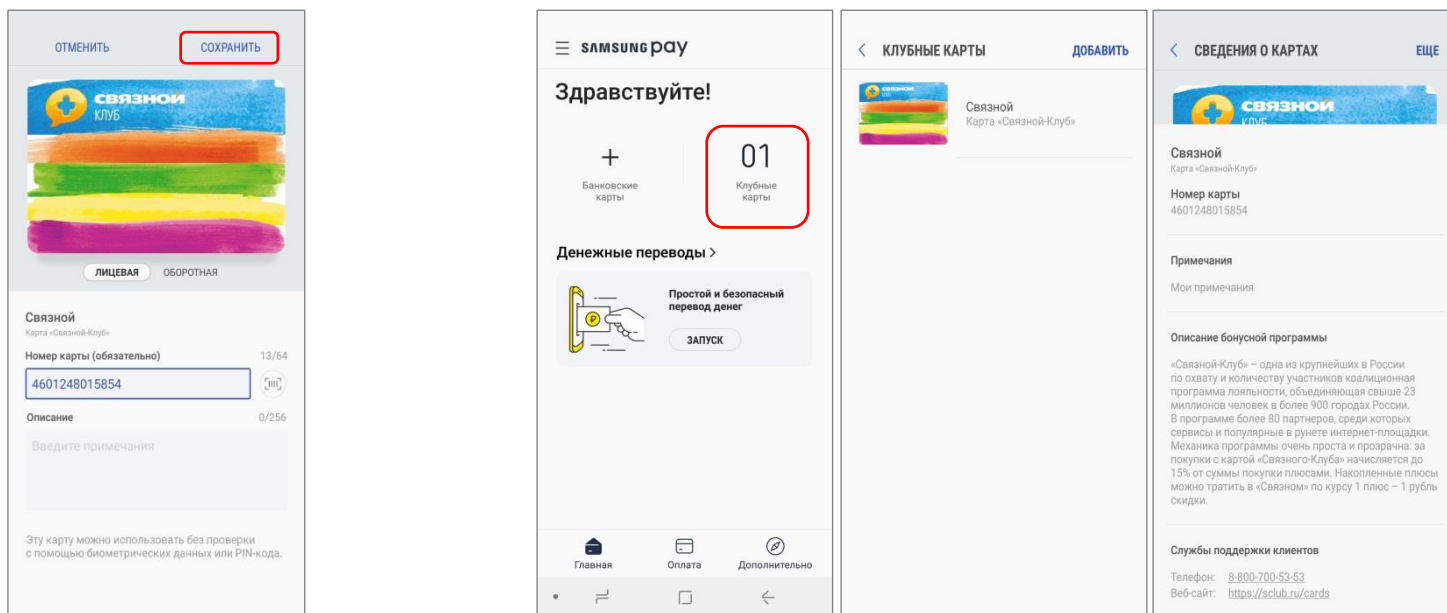 ОТМЕНИТЬ СОХРАНИТЬ
СВЯЗНОЙ
КЛУБ
ЛИЦЕВАЯ ОБОРОТНАЯ
Связной
Карта «Связной-Клуб»
Номер карты (обязательно) 13/64
4601248015854
Описание 0/256
Введите примечания
Эту карту можно использовать без проверки
с помощью биометрических данных или PIN-кода.
SAMSUNG pay
Здравствуйте!
+
Банковские
карты
01
Клубные
карты
Денежные переводы >
Простой и безопасный
перевод денег
ЗАПУСК
Главная Оплата Дополнительно
КЛУБНЫЕ КАРТЫ ДОБАВИТЬ
СВЯЗНОЙ
Связной
Карта «Связной-Клуб»
СВЕДЕНИЯ О КАРТАХ ЕЩЕ
СВЯЗНОЙ
КЛУБ
Связной
Карта «Связной-Клуб»
Номер карты
4601248015854
Примечания
Мои примечания
Описание бонусной программы
«Связной-Клуб» – одна из крупнейших в России
по охвату и количеству участников коалиционная
программа лояльности, объединяющая свыше 23
миллионов человек в более 900 городах России.
В программе более 80 партнеров, среди которых
сервисы и популярные в рунете интернет-площадки.
Механика программы очень проста и прозрачна: за
покупки с картой «Связного-Клуба» начисляется до
15% от суммы покупки плюсами. Накопленные плюсы
можно тратить в «Связном» по курсу 1 плюс – 1 рубль
скидки.
Службы поддержки клиентов
Телефон: 8-800-700-53-53
Веб-сайт: https://sclub.ru/cards